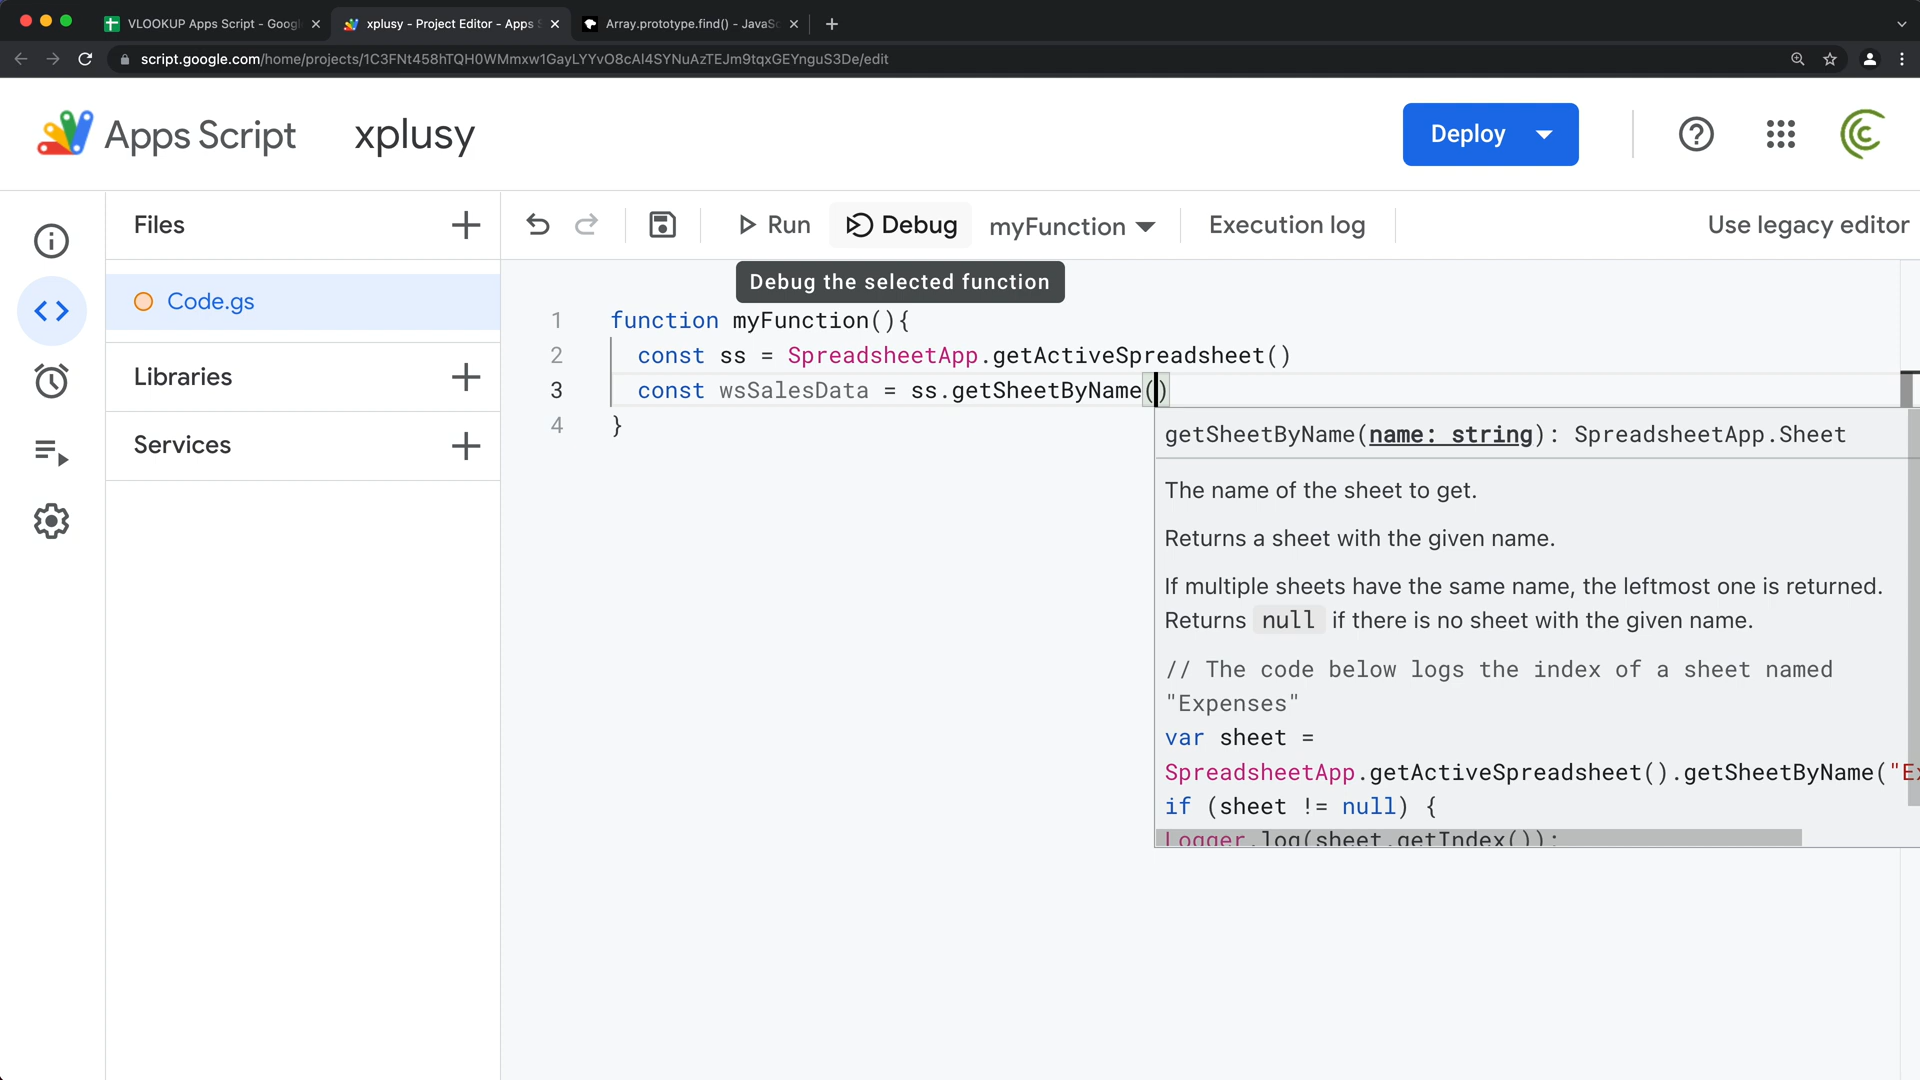 VLOOKUP Apps Script - Googl
xplusy - Project Editor - Apps S
Array.prototype.find() - JavaSc
script.google.com/home/projects/1C3FNt458hTQH0WMmxw1GayLYYvO8cAl4SYNuAzTEJm9tqxGEYnguS3De/edit
Apps Script
xplusy
Deploy
Files
Run
Debug
myFunction
Execution log
Use legacy editor
Debug the selected function
Code.gs
Libraries
Services
1 function myFunction(){
2 const ss = SpreadsheetApp.getActiveSpreadsheet()
3 const wsSalesData = ss.getSheetByName()
4 }
getSheetByName(name: string): SpreadsheetApp.Sheet
The name of the sheet to get.
Returns a sheet with the given name.
If multiple sheets have the same name, the leftmost one is returned.
Returns null if there is no sheet with the given name.
// The code below logs the index of a sheet named
"Expenses"
var sheet =
SpreadsheetApp.getActiveSpreadsheet().getSheetByName("Ex
if (sheet != null) {
Logger.log(sheet.getIndex());